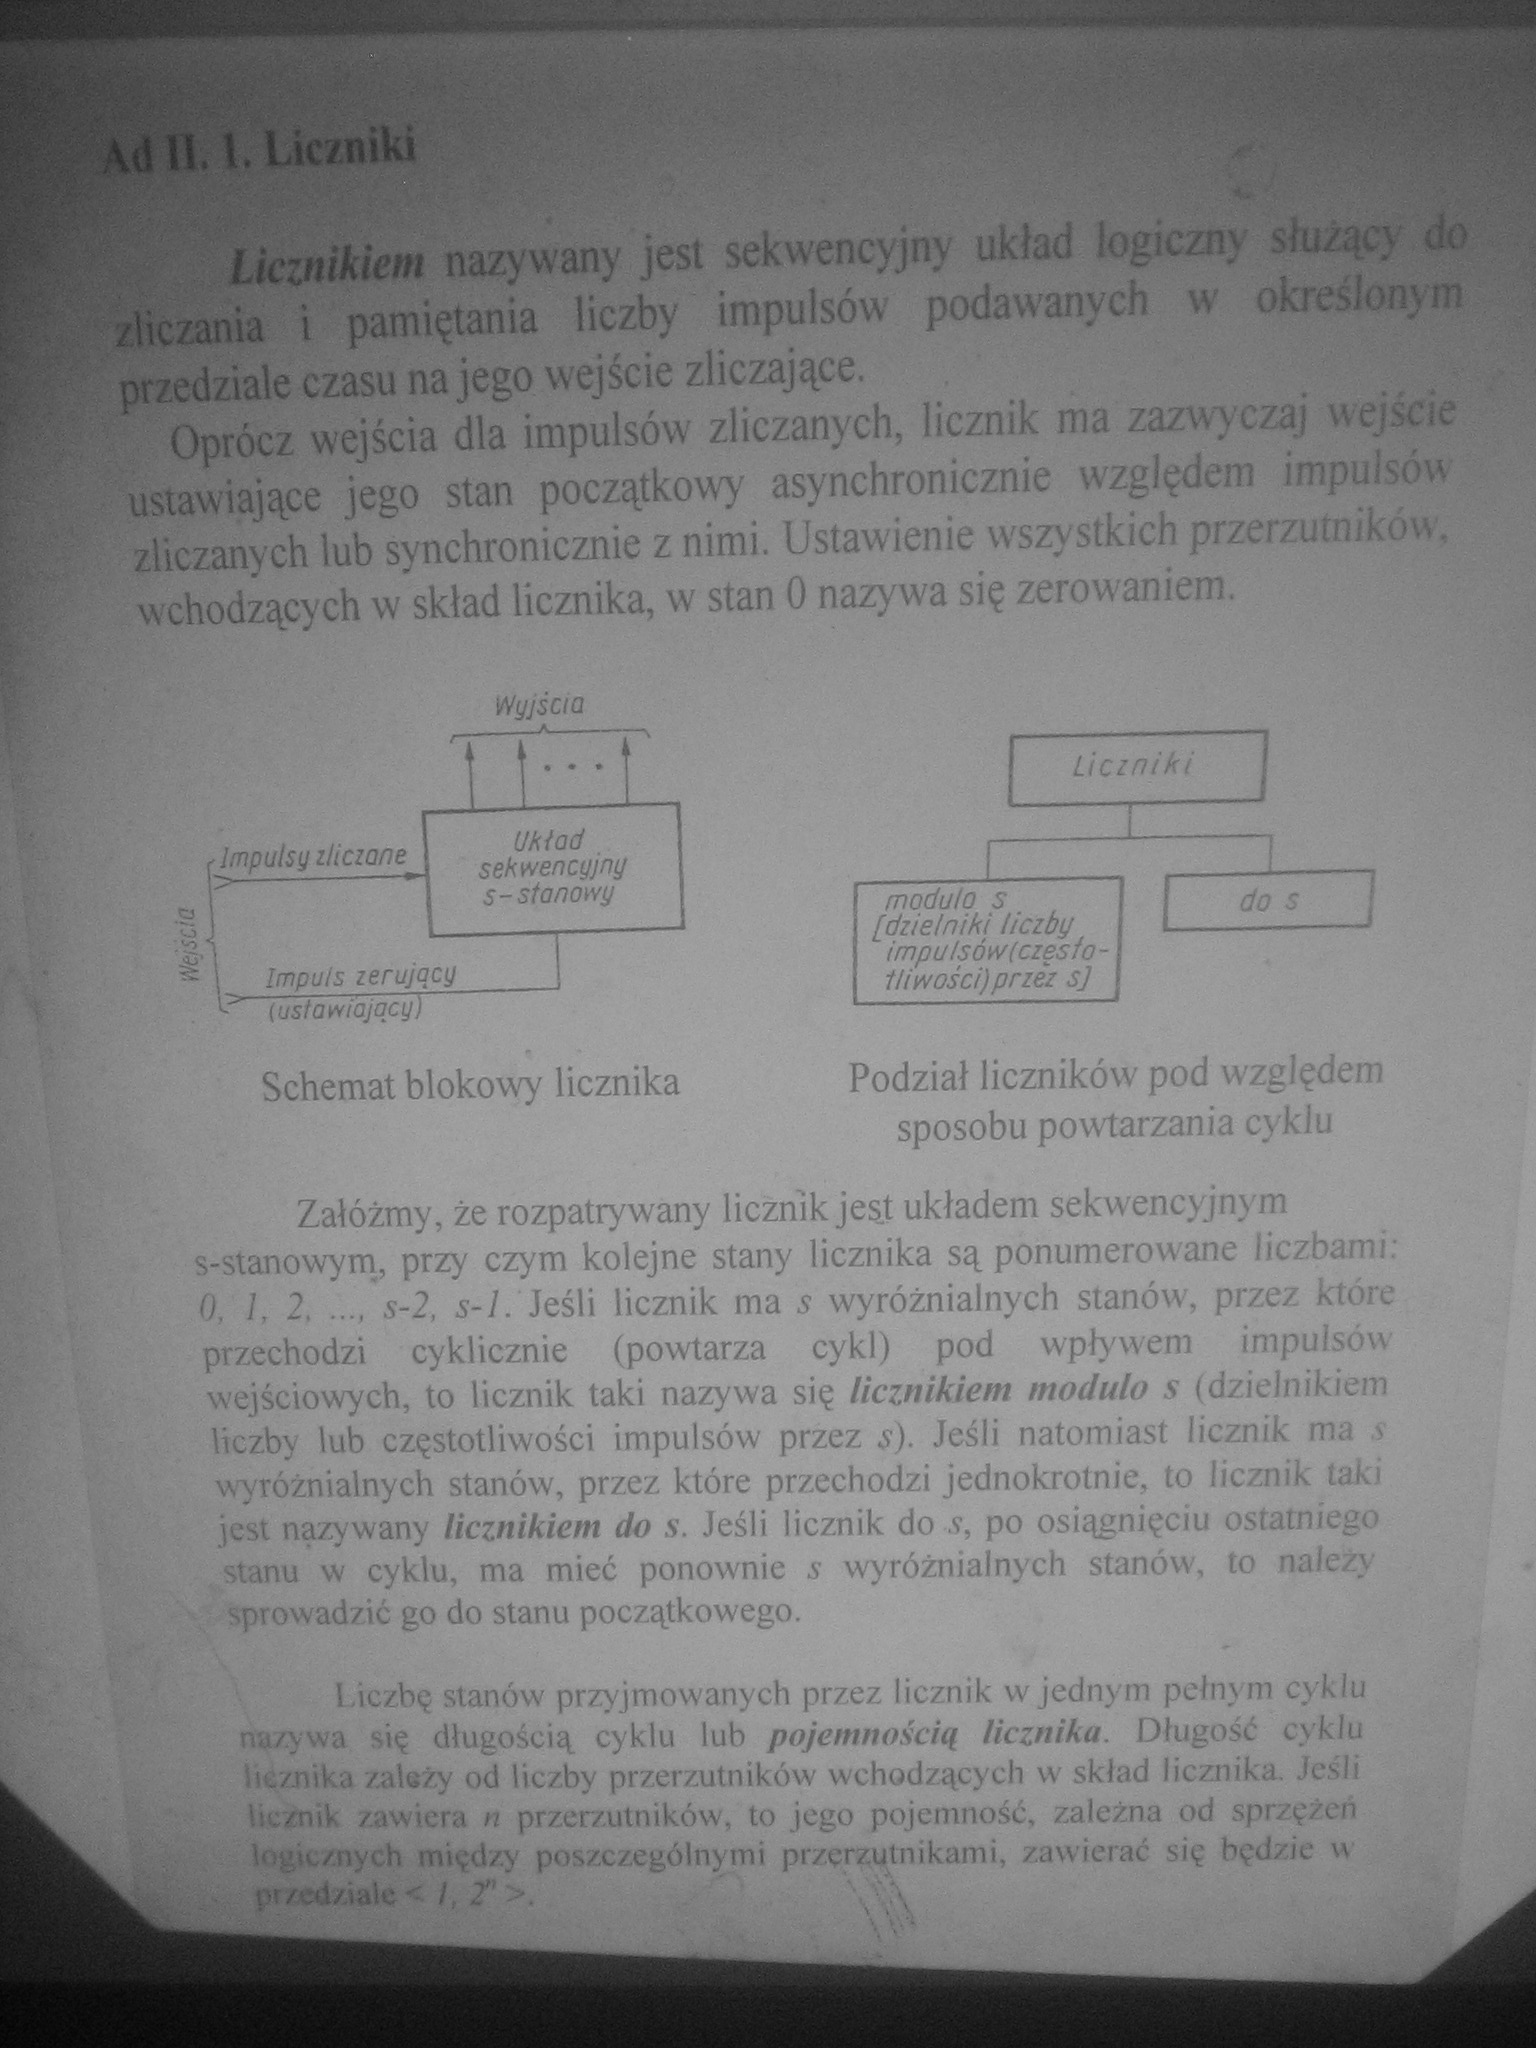 Ad II. 1. Liczniki
Licznikiem nazywany jest sekwencyjny układ logiczny służący do
zliczania i pamiętania liczby impulsów podawanych w określonym
przedziale czasu na jego wejście zliczające.
Oprócz wejścia dla impulsów zliczanych, licznik ma zazwyczaj wejście
ustawiające jego stan początkowy asynchronicznie względem impulsów
zliczanych lub synchronicznie z nimi. Ustawienie wszystkich przerzutników,
wchodzących w skład licznika, w stan 0 nazywa się zerowaniem.
Wyjścia
Impulsy zliczane
Układ
sekwencyjny
s-stanowy
Wejścia
Impuls zerujący
(ustawiający)
Schemat blokowy licznika
Liczniki
modulo s
[dzielniki liczby
impulsów (często-
tliwości) przez s]
do s
Podział liczników pod względem
sposobu powtarzania cyklu
Załóżmy, że rozpatrywany licznik jest układem sekwencyjnym
s-stanowym, przy czym kolejne stany licznika są ponumerowane liczbami:
0, 1, 2, ..., s-2, s-1. Jeśli licznik ma s wyróżnialnych stanów, przez które
przechodzi cyklicznie (powtarza cykl) pod wpływem impulsów
wejściowych, to licznik taki nazywa się licznikiem modulo s (dzielnikiem
liczby lub częstotliwości impulsów przez s). Jeśli natomiast licznik ma s
wyróżnialnych stanów, przez które przechodzi jednokrotnie, to licznik taki
jest nazywany licznikiem do s. Jeśli licznik do s, po osiągnięciu ostatniego
stanu w cyklu, ma mieć ponownie s wyróżnialnych stanów, to należy
sprowadzić go do stanu początkowego.
Liczbę stanów przyjmowanych przez licznik w jednym pełnym cyklu
nazywa się długością cyklu lub pojemnością licznika. Długość cyklu
licznika zależy od liczby przerzutników wchodzących w skład licznika. Jeśli
licznik zawiera n przerzutników, to jego pojemność, zależna od sprzężeń
logicznych między poszczególnymi przerzutnikami, zawierać się będzie w
przedziale < 1, 2ⁿ >.